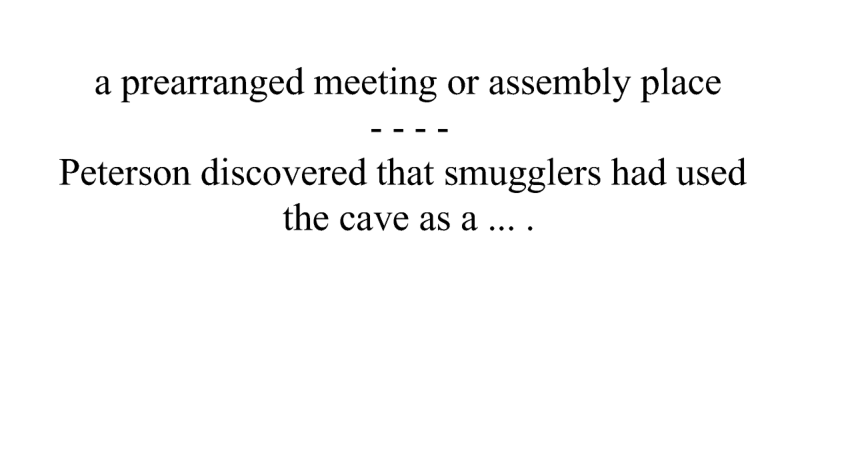 a prearranged meeting or assembly place
- - - -
Peterson discovered that smugglers had used
the cave as a ... .